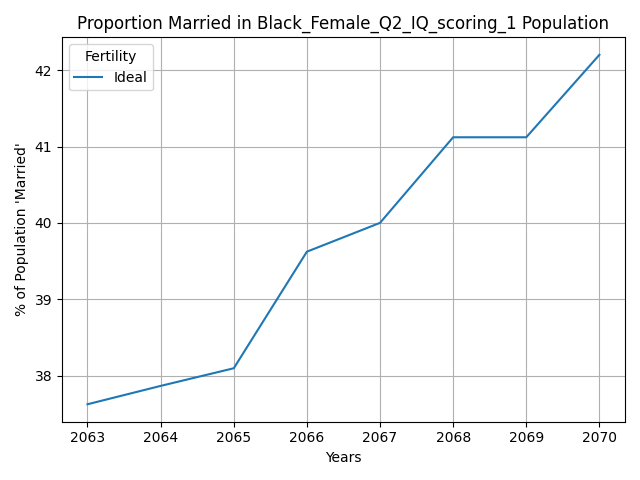 Proportion Married in Black_Female_Q2_IQ_scoring_1 Population
Fertility
Ideal
% of Population 'Married'
42
41
40
39
38
2063 2064 2065 2066 2067 2068 2069 2070
Years